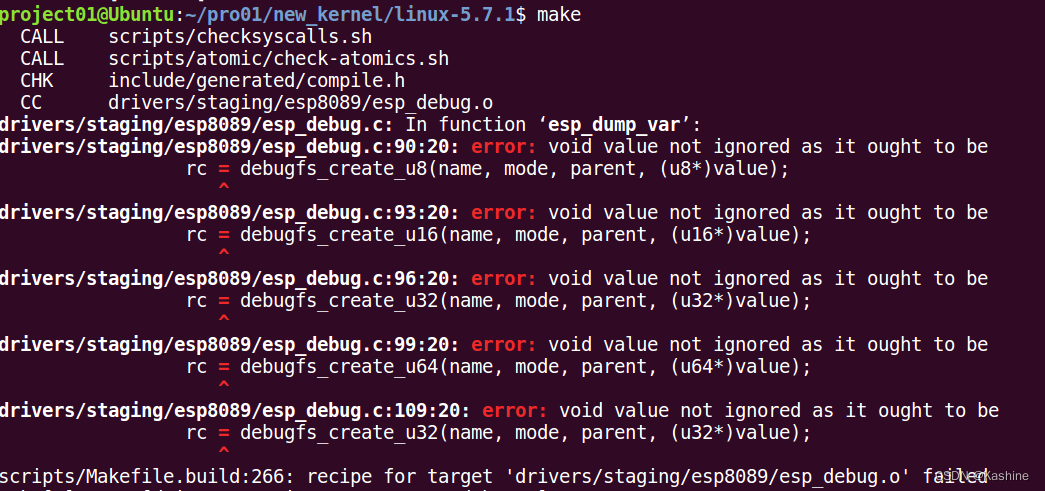 project01@Ubuntu:~/pro01/new_kernel/linux-5.7.1$ make
CALL scripts/checksyscalls.sh
CALL scripts/atomic/check-atomics.sh
CHK include/generated/compile.h
CC drivers/staging/esp8089/esp_debug.o
drivers/staging/esp8089/esp_debug.c: In function ‘esp_dump_var’:
drivers/staging/esp8089/esp_debug.c:90:20: error: void value not ignored as it ought to be
rc = debugfs_create_u8(name, mode, parent, (u8*)value);
^
drivers/staging/esp8089/esp_debug.c:93:20: error: void value not ignored as it ought to be
rc = debugfs_create_u16(name, mode, parent, (u16*)value);
^
drivers/staging/esp8089/esp_debug.c:96:20: error: void value not ignored as it ought to be
rc = debugfs_create_u32(name, mode, parent, (u32*)value);
^
drivers/staging/esp8089/esp_debug.c:99:20: error: void value not ignored as it ought to be
rc = debugfs_create_u64(name, mode, parent, (u64*)value);
^
drivers/staging/esp8089/esp_debug.c:109:20: error: void value not ignored as it ought to be
rc = debugfs_create_u32(name, mode, parent, (u32*)value);
^
scripts/Makefile.build:266: recipe for target 'drivers/staging/esp8089/esp_debug.o' failed
CSDN @Kashine